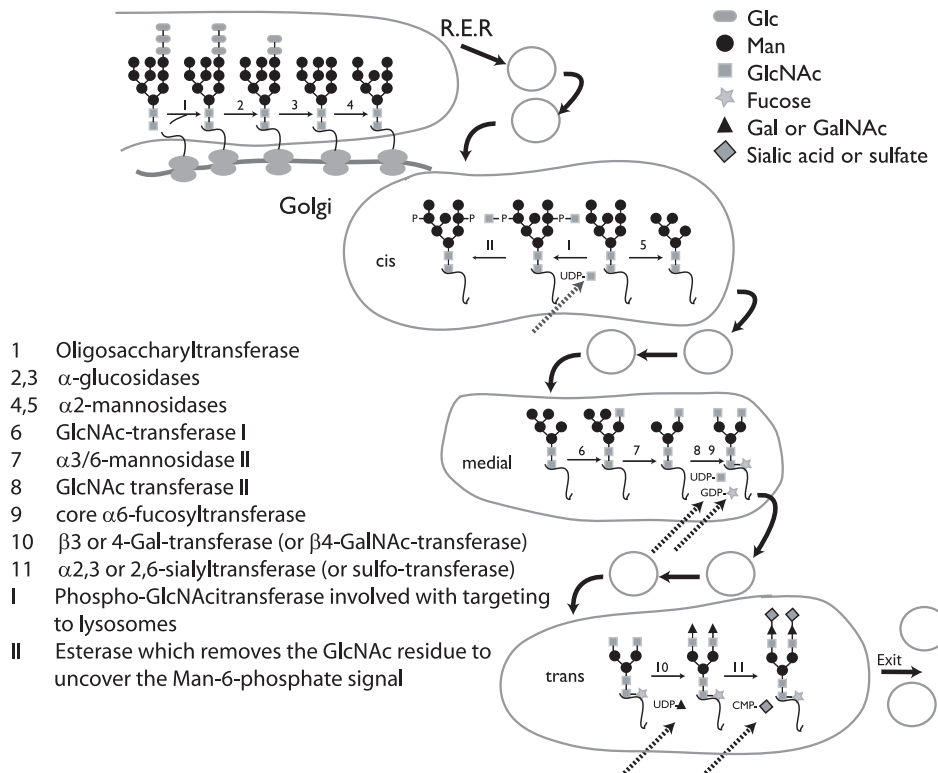 R.E.R
Glc
Man
GlcNAc
Fucose
Gal or GalNAc
Sialic acid or sulfate
1 2 3 4
Golgi
cis
P P P P
II I 5
UDP-
1 Oligosaccharyltransferase
2,3 α-glucosidases
4,5 α2-mannosidases
6 GlcNAc-transferase I
7 α3/6-mannosidase II
8 GlcNAc transferase II
9 core α6-fucosyltransferase
10 β3 or 4-Gal-transferase (or β4-GalNAc-transferase)
11 α2,3 or 2,6-sialyltransferase (or sulfo-transferase)
I Phospho-GlcNAcitransferase involved with targeting
to lysosomes
II Esterase which removes the GlcNAc residue to
uncover the Man-6-phosphate signal
medial
6 7 8 9
UDP-
GDP-
trans
10 11
UDP- CMP-
Exit